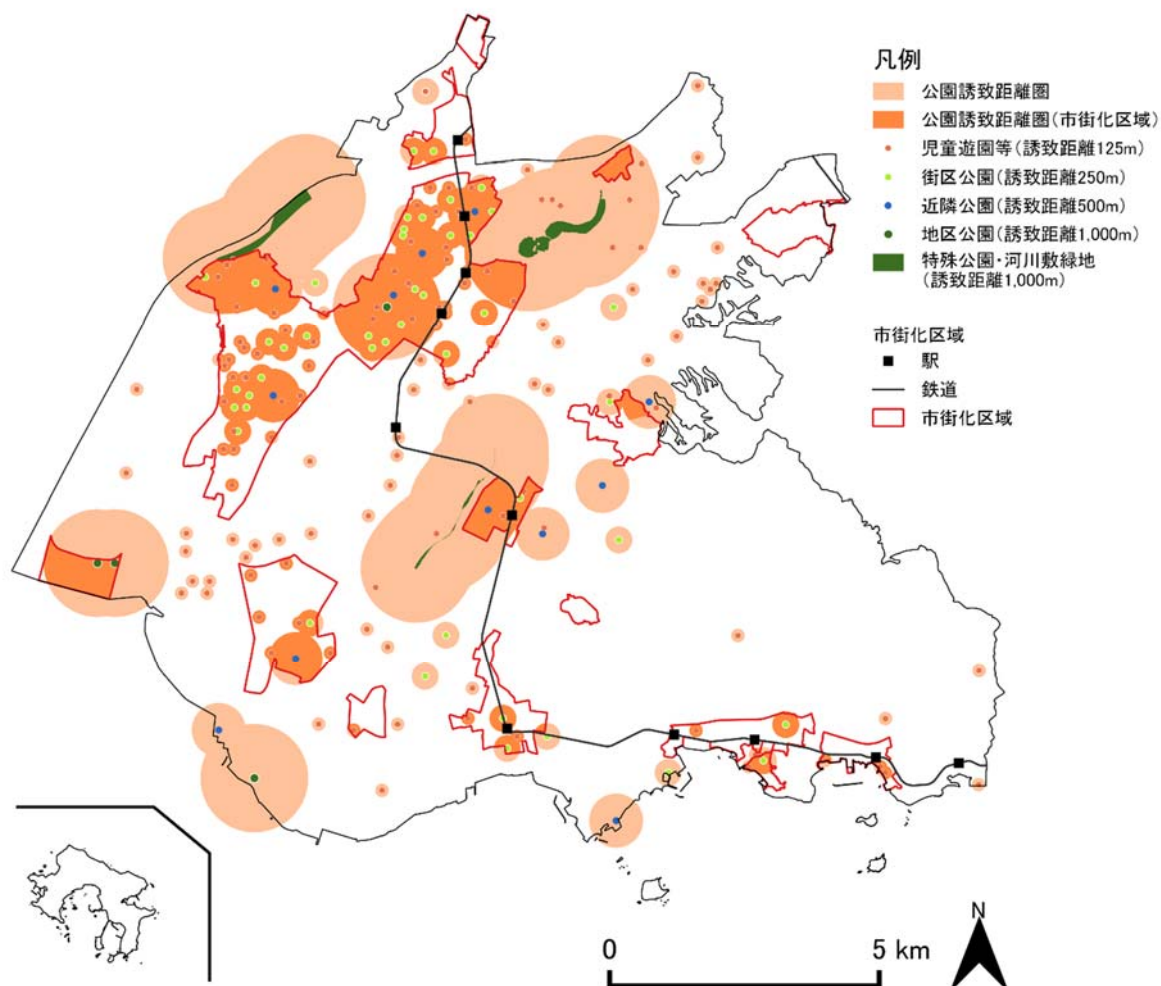 凡例
公園誘致距離圏
公園誘致距離圏(市街化区域)
児童遊園等(誘致距離125m)
街区公園(誘致距離250m)
近隣公園(誘致距離500m)
地区公園(誘致距離1,000m)
特殊公園・河川敷緑地
(誘致距離1,000m)
市街化区域
駅
鉄道
市街化区域
N
0 5 km